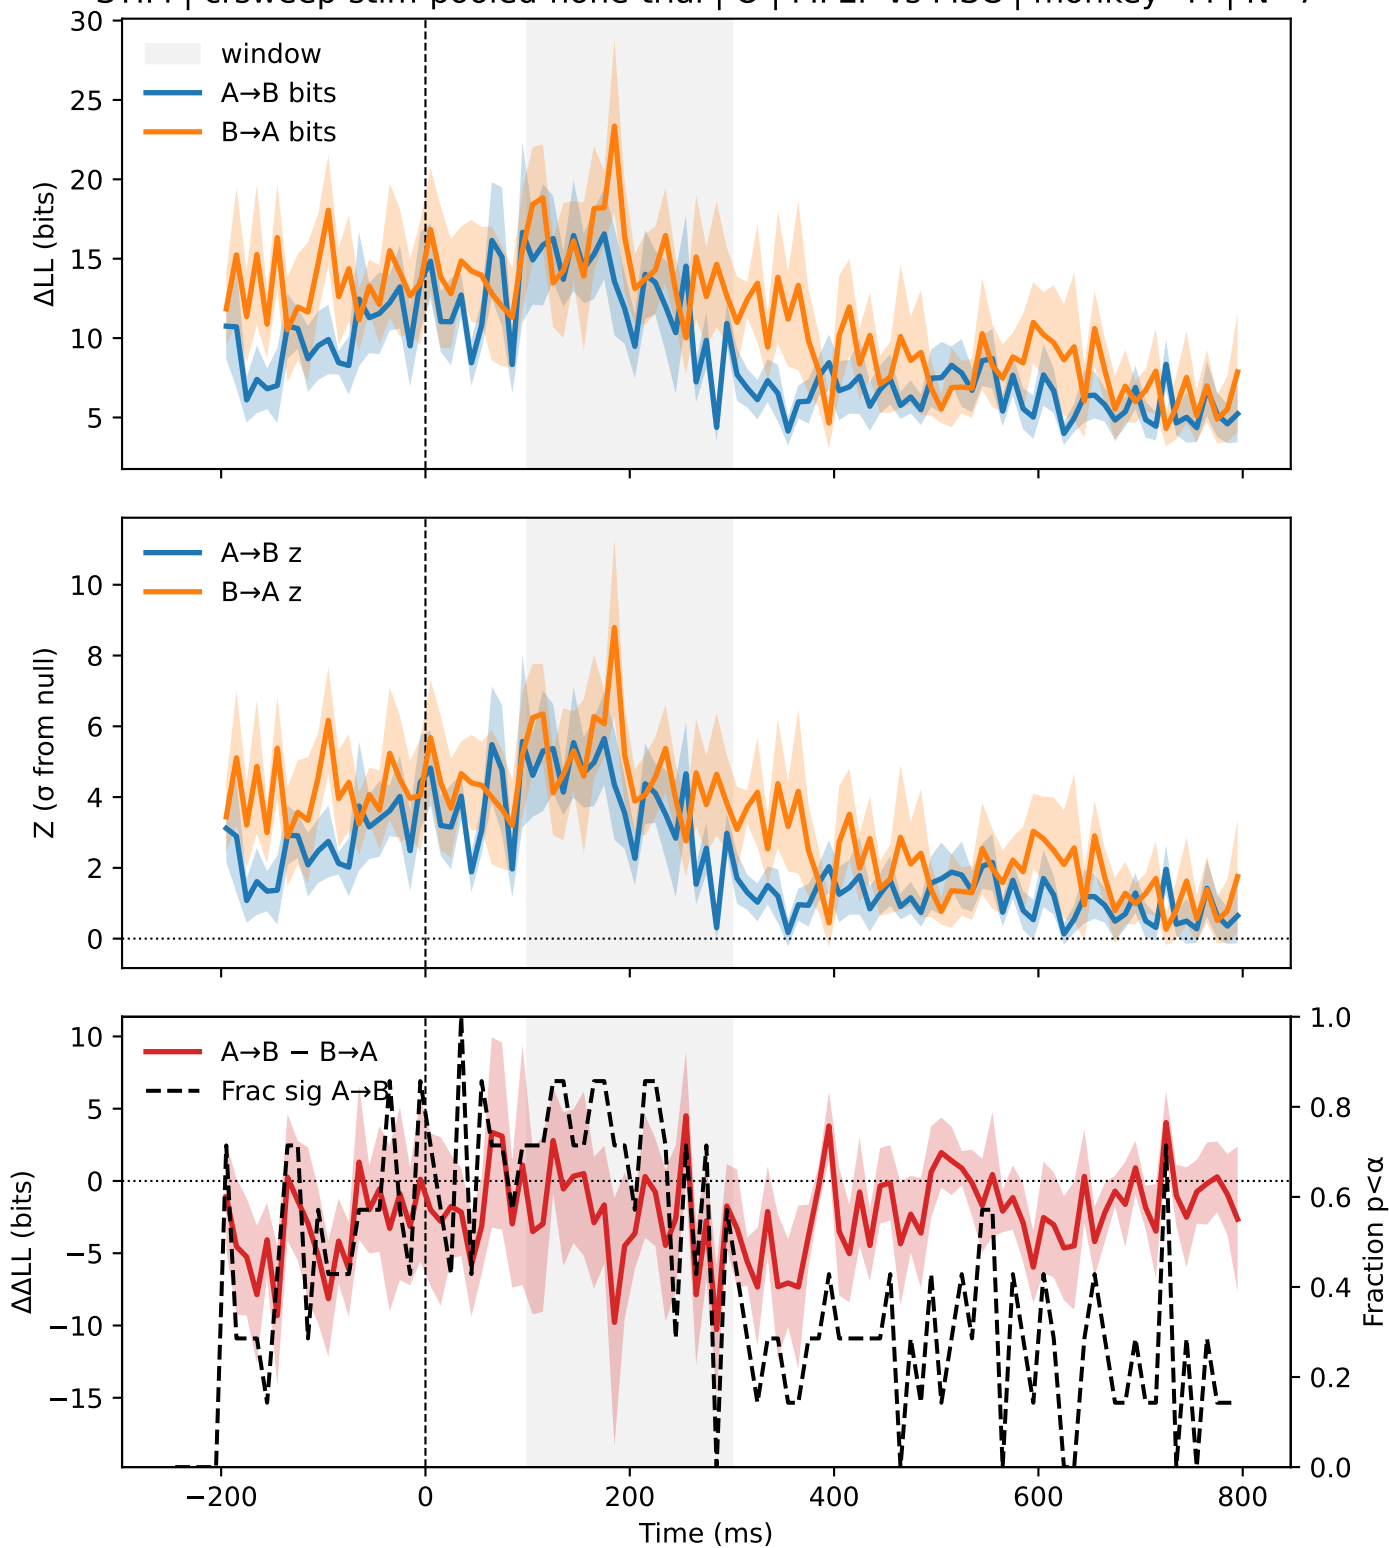 30
25
20
15
10
5
ΔLL (bits)
window
A→B bits
B→A bits
10
8
6
4
2
0
Z (σ from null)
A→B z
B→A z
10
5
0
−5
−10
−15
ΔΔLL (bits)
A→B − B→A
Frac sig A→B
1.0
0.8
0.6
0.4
0.2
0.0
Fraction p<α
−200
0
200
400
600
800
Time (ms)